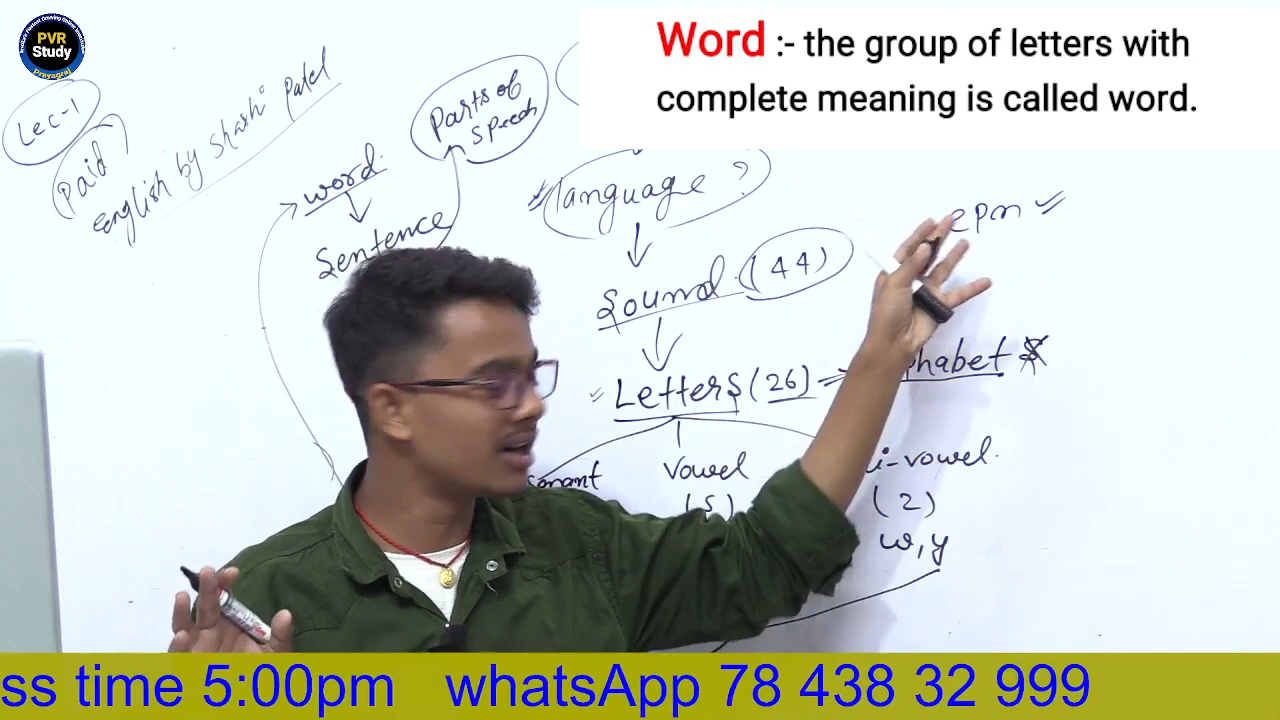 PVR
Study
Prayagraj
Word :- the group of letters with
complete meaning is called word.
Lec-1
Paid
English by Shashi Patel
Parts of
Speech
word
Sentence
language ?
Sound (44)
Letters (26)
Vowel
(5)
(2)
w, y
ss time 5:00pm whatsApp 78 438 32 999